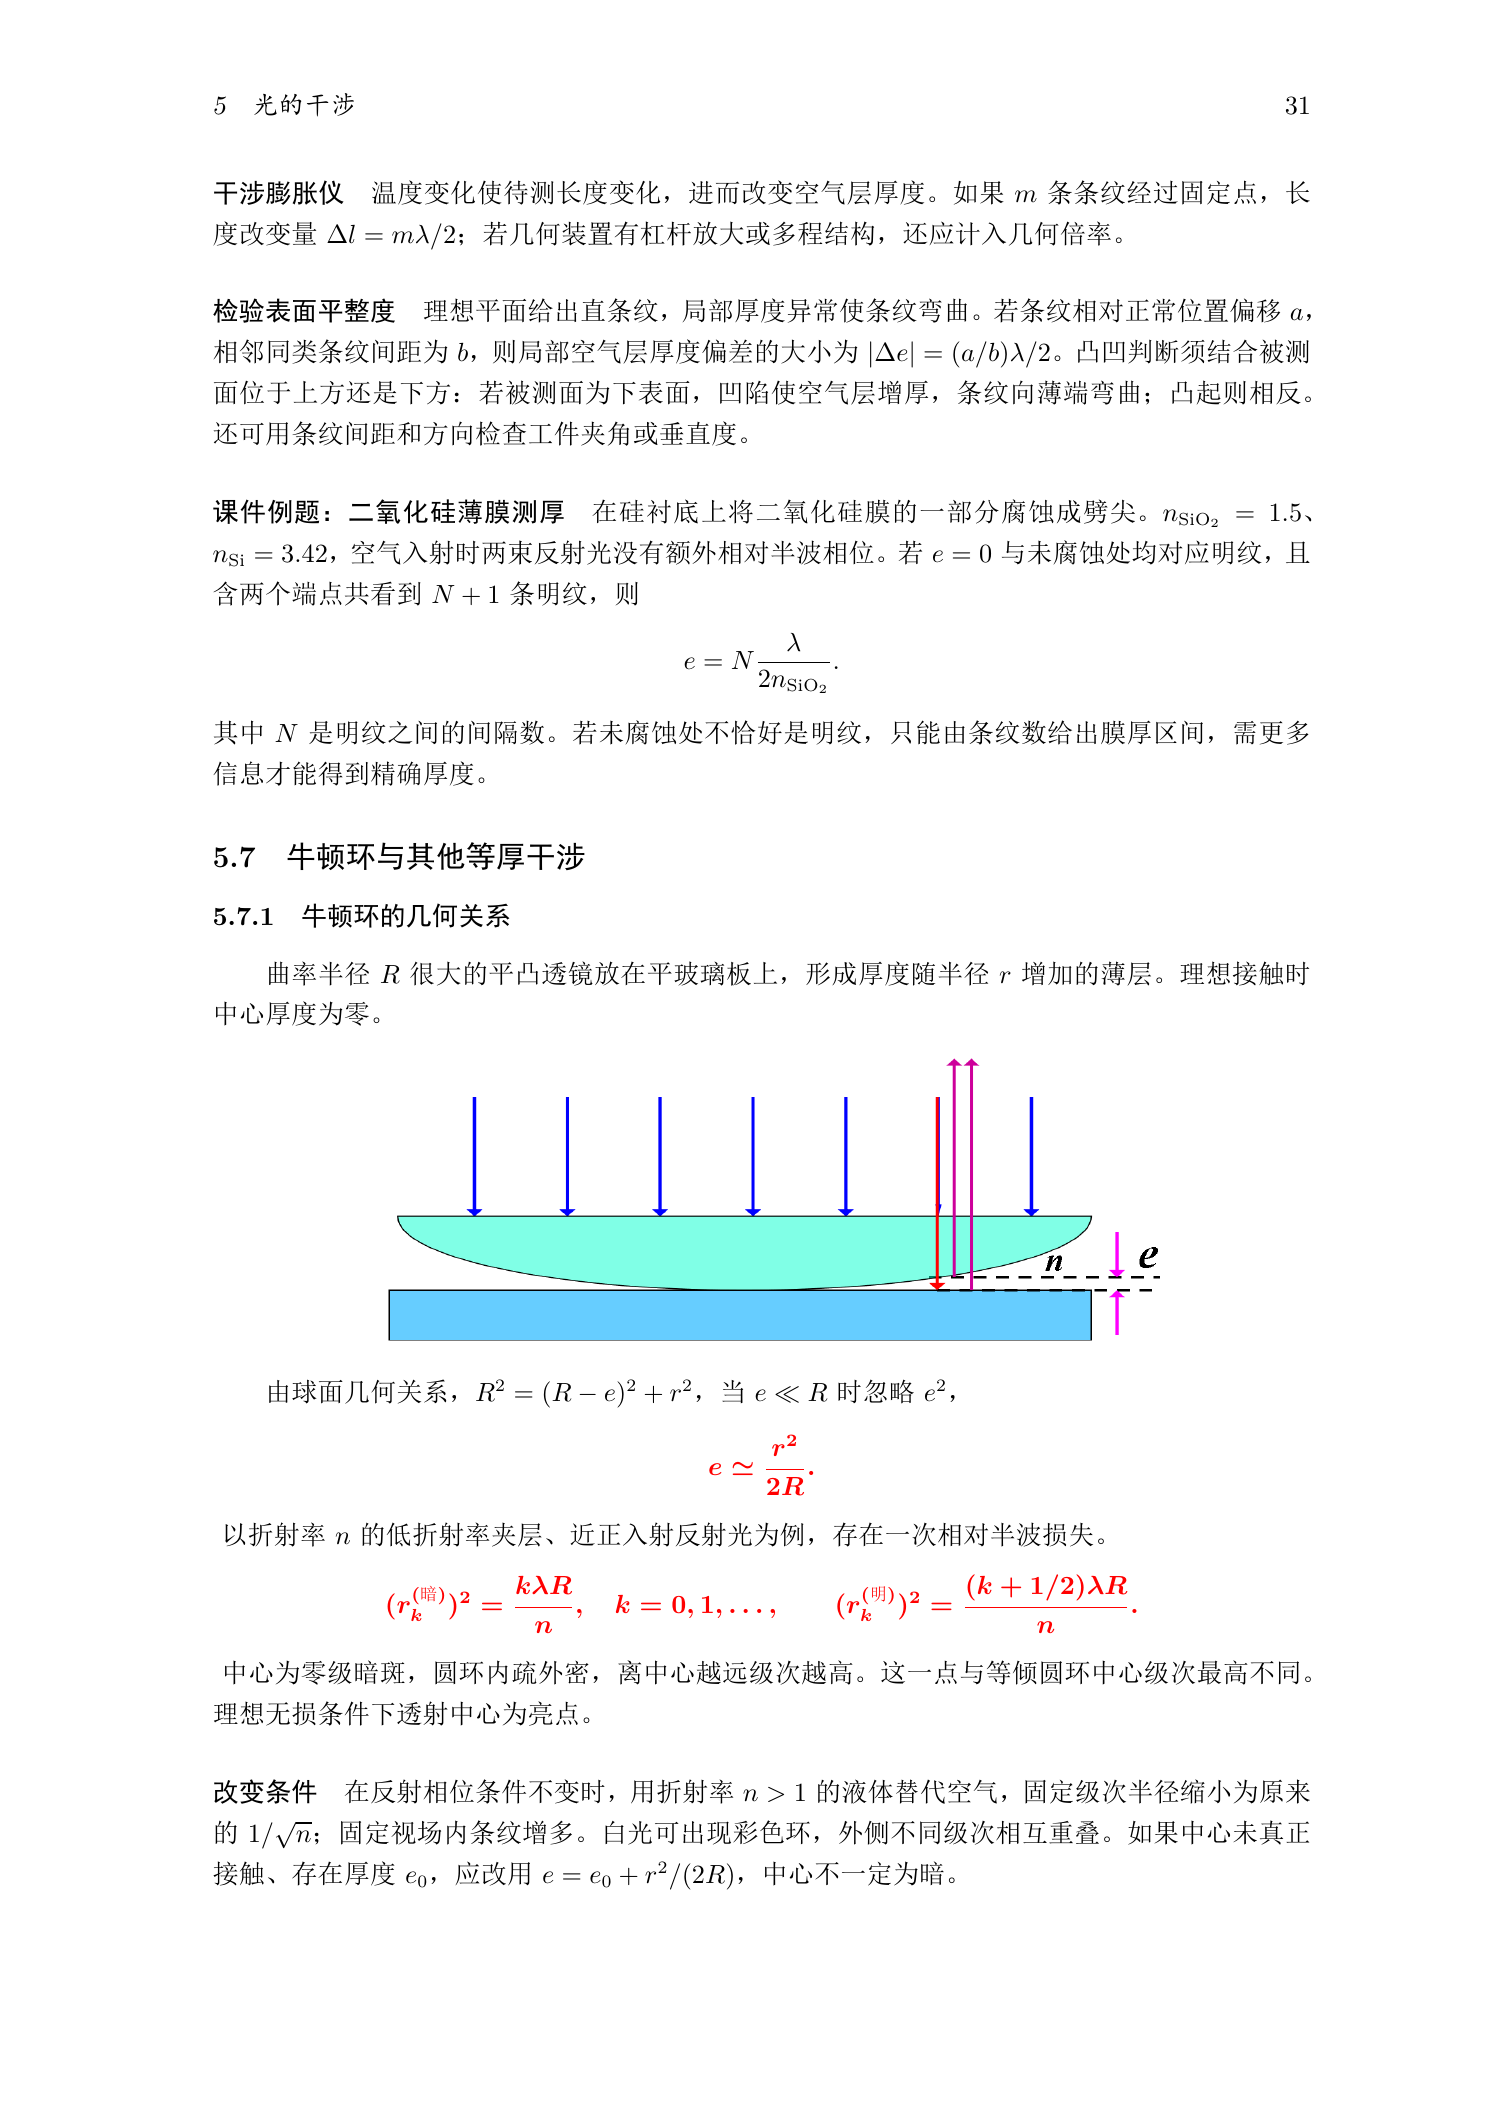 5 光的干涉 31
干涉膨胀仪 温度变化使待测长度变化，进而改变空气层厚度。如果 m 条条纹经过固定点，长
度改变量 Δl = mλ/2；若几何装置有杠杆放大或多程结构，还应计入几何倍率。
检验表面平整度 理想平面给出直条纹，局部厚度异常使条纹弯曲。若条纹相对正常位置偏移 a，
相邻同类条纹间距为 b，则局部空气层厚度偏差的大小为 |Δe| = (a/b)λ/2。凸凹判断须结合被测
面位于上方还是下方：若被测面为下表面，凹陷使空气层增厚，条纹向薄端弯曲；凸起则相反。
还可用条纹间距和方向检查工件夹角或垂直度。
课件例题：二氧化硅薄膜测厚 在硅衬底上将二氧化硅膜的一部分腐蚀成劈尖。n_{SiO₂} = 1.5、
n_{Si} = 3.42，空气入射时两束反射光没有额外相对半波相位。若 e = 0 与未腐蚀处均对应明纹，且
含两个端点共看到 N + 1 条明纹，则
e = N λ/(2n_{SiO₂}).
其中 N 是明纹之间的间隔数。若未腐蚀处不恰好是明纹，只能由条纹数给出膜厚区间，需更多
信息才能得到精确厚度。
5.7 牛顿环与其他等厚干涉
5.7.1 牛顿环的几何关系
曲率半径 R 很大的平凸透镜放在平玻璃板上，形成厚度随半径 r 增加的薄层。理想接触时
中心厚度为零。
n e
由球面几何关系，R² = (R − e)² + r²，当 e ≪ R 时忽略 e²，
e ≃ r²/(2R).
以折射率 n 的低折射率夹层、近正入射反射光为例，存在一次相对半波损失。
(r_k^{(暗)})² = kλR/n, k = 0, 1, . . . , (r_k^{(明)})² = (k + 1/2)λR/n.
中心为零级暗斑，圆环内疏外密，离中心越远级次越高。这一点与等倾圆环中心级次最高不同。
理想无损条件下透射中心为亮点。
改变条件 在反射相位条件不变时，用折射率 n > 1 的液体替代空气，固定级次半径缩小为原来
的 1/√n；固定视场内条纹增多。白光可出现彩色环，外侧不同级次相互重叠。如果中心未真正
接触、存在厚度 e₀，应改用 e = e₀ + r²/(2R)，中心不一定为暗。